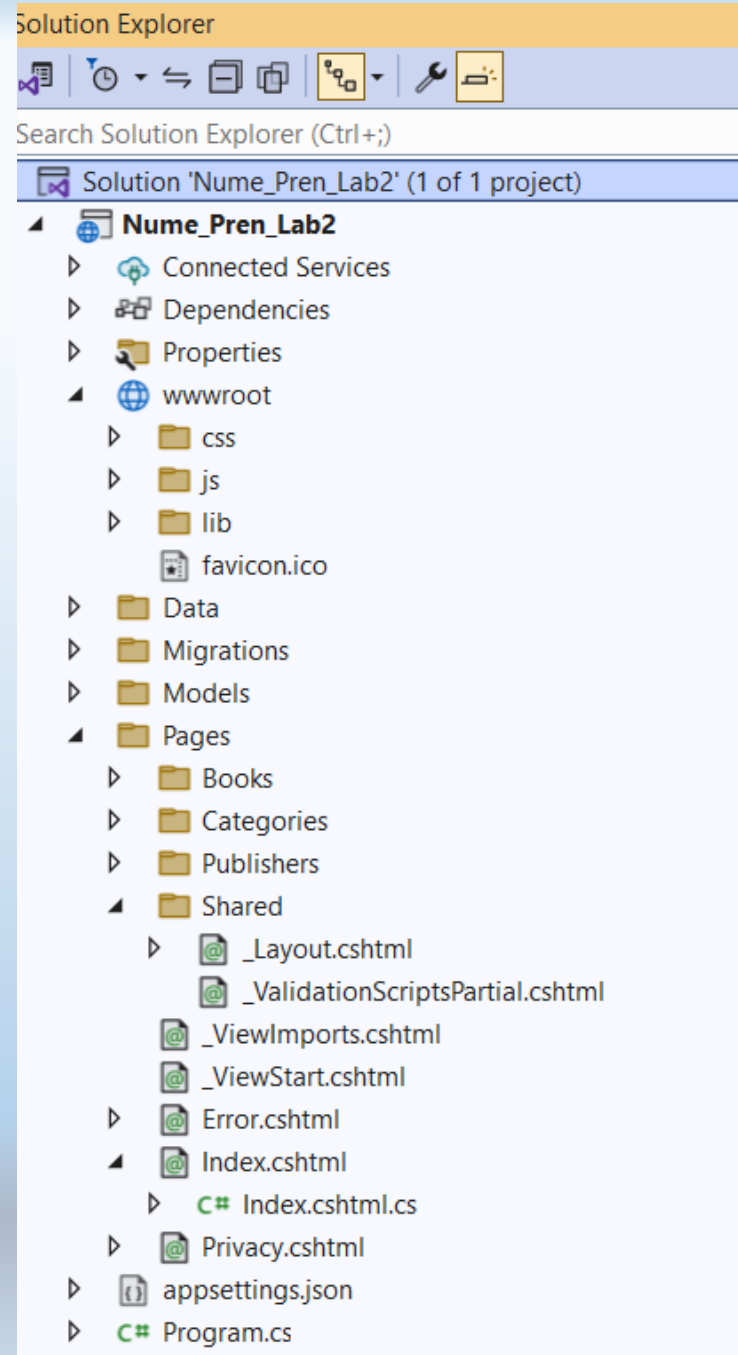 Solution Explorer
Search Solution Explorer (Ctrl+;)
Solution 'Nume_Pren_Lab2' (1 of 1 project)
Nume_Pren_Lab2
Connected Services
Dependencies
Properties
wwwroot
css
js
lib
favicon.ico
Data
Migrations
Models
Pages
Books
Categories
Publishers
Shared
_Layout.cshtml
_ValidationScriptsPartial.cshtml
_ViewImports.cshtml
_ViewStart.cshtml
Error.cshtml
Index.cshtml
C# Index.cshtml.cs
Privacy.cshtml
appsettings.json
C# Program.cs